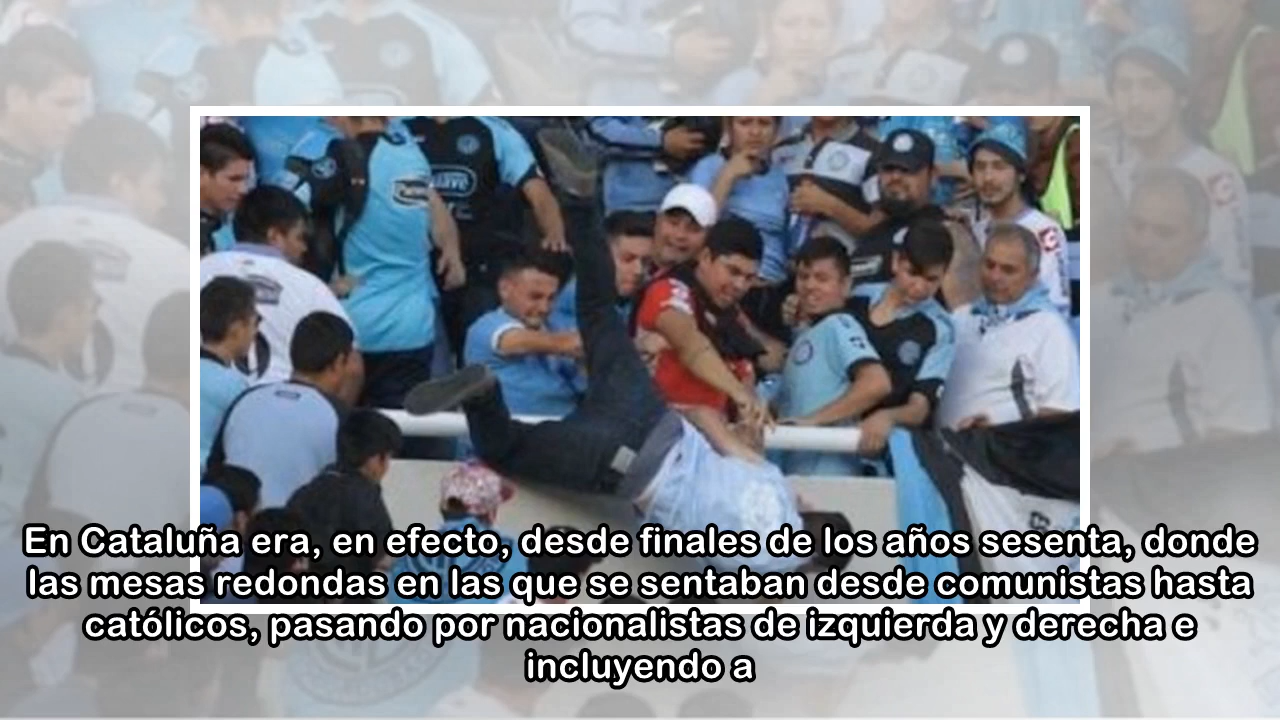 En Cataluña era, en efecto, desde finales de los años sesenta, donde
las mesas redondas en las que se sentaban desde comunistas hasta
católicos, pasando por nacionalistas de izquierda y derecha e
incluyendo a